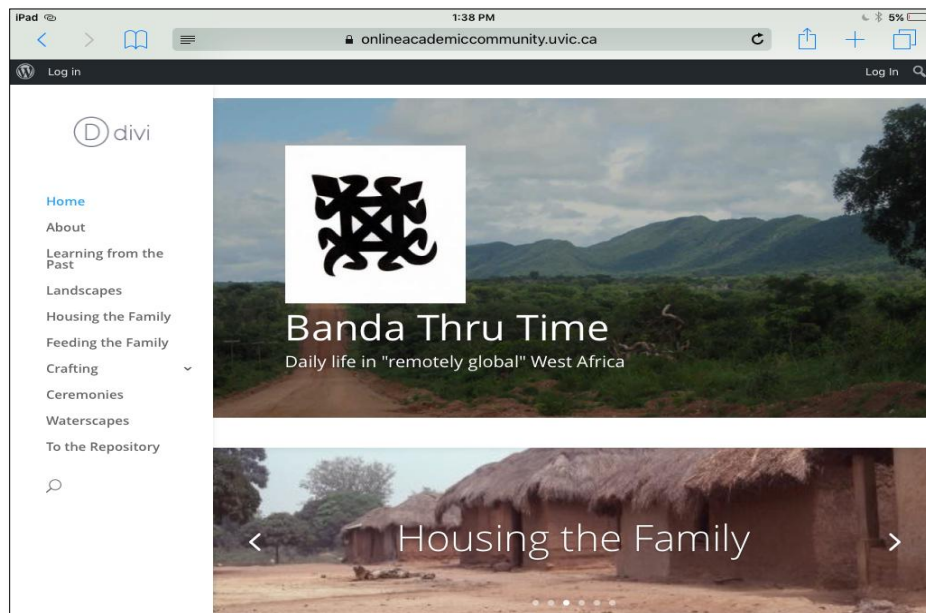 iPad
1:38 PM
5%
onlineacademiccommunity.uvic.ca
Log in
Log In
D divi
Home
About
Learning from the
Past
Landscapes
Housing the Family
Feeding the Family
Crafting
Ceremonies
Waterscapes
To the Repository
Banda Thru Time
Daily life in "remotely global" West Africa
Housing the Family